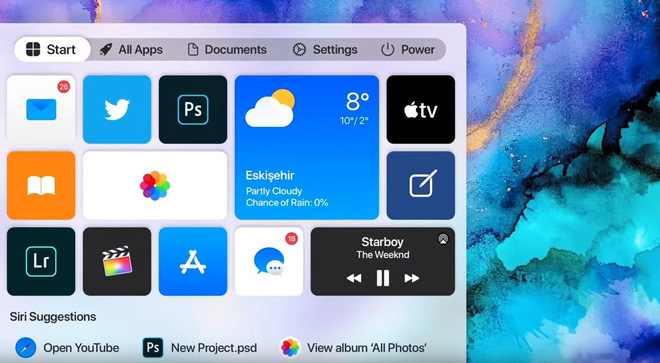 Start
All Apps
Documents
Settings
Power
26
Ps
8°
10°/ 2°
tv
Eskişehir
Partly Cloudy
Chance of Rain: 0%
Lr
18
Starboy
The Weeknd
Siri Suggestions
Open YouTube
Ps
New Project.psd
View album ‘All Photos’